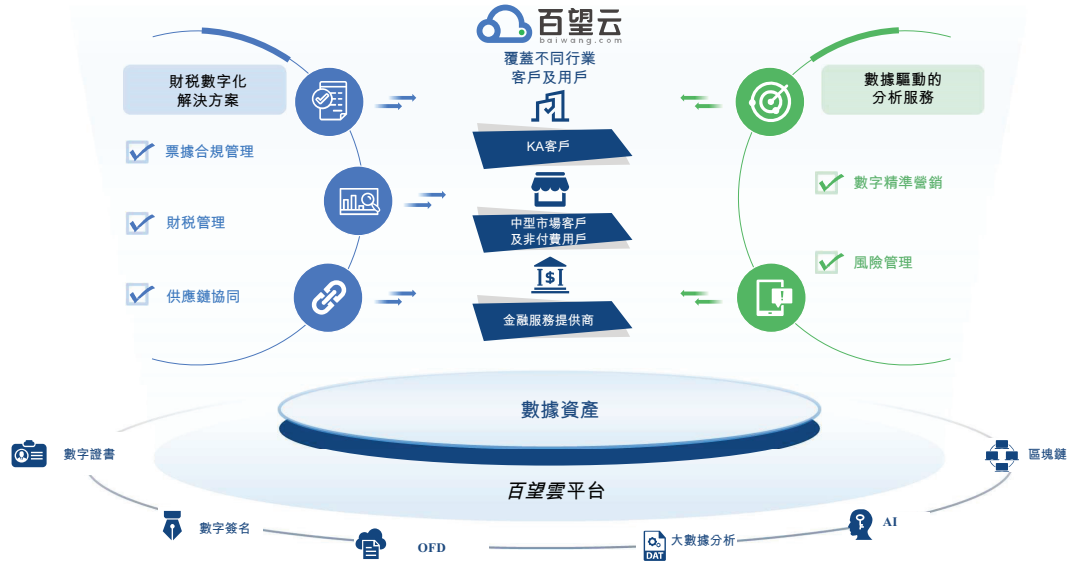 百望云
baiwang.com
覆蓋不同行業
客戶及用戶
財稅數字化
解決方案
票據合規管理
財稅管理
供應鏈協同
KA客戶
中型市場客戶
及非付費用戶
$
金融服務提供商
數據驅動的
分析服務
數字精準營銷
風險管理
!
數據資產
百望雲平台
數字證書
數字簽名
OFD
DAT
大數據分析
AI
區塊鏈